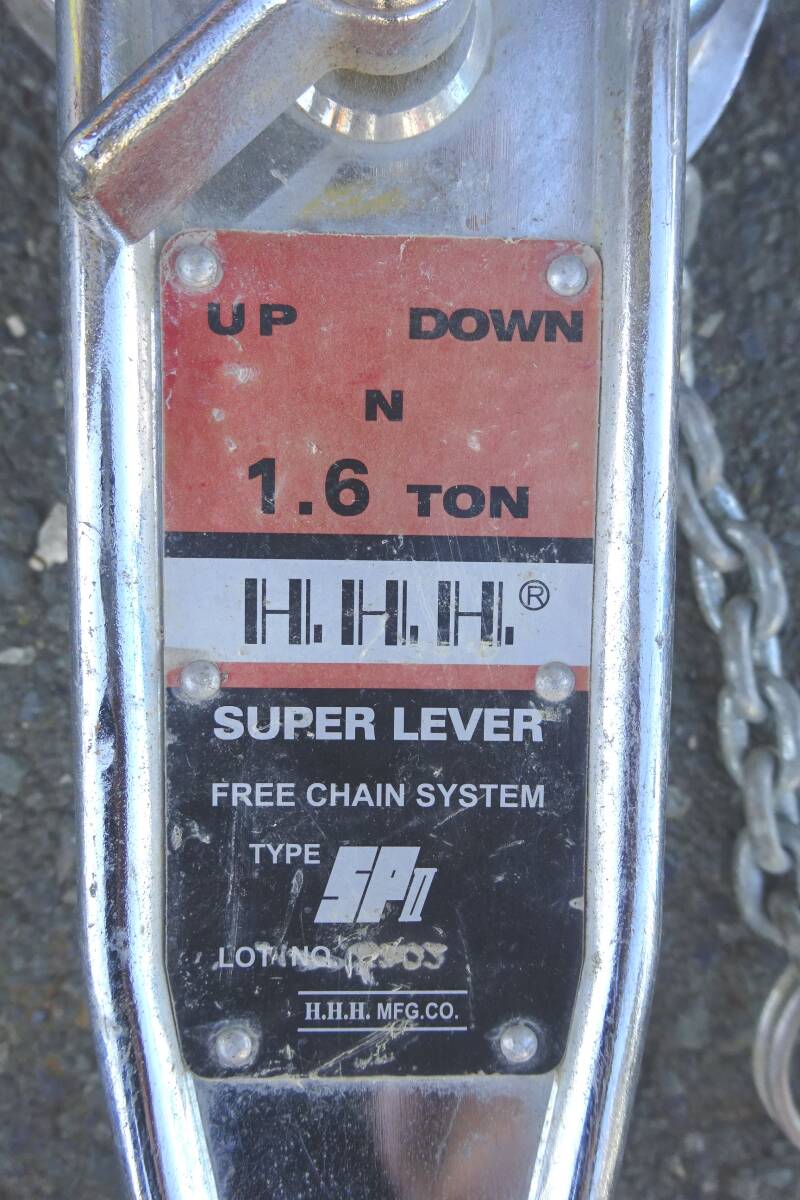 UP DOWN
N
1.6 TON
H.H.H.®
SUPER LEVER
FREE CHAIN SYSTEM
TYPE SPII
LOT NO
H.H.H. MFG.CO.